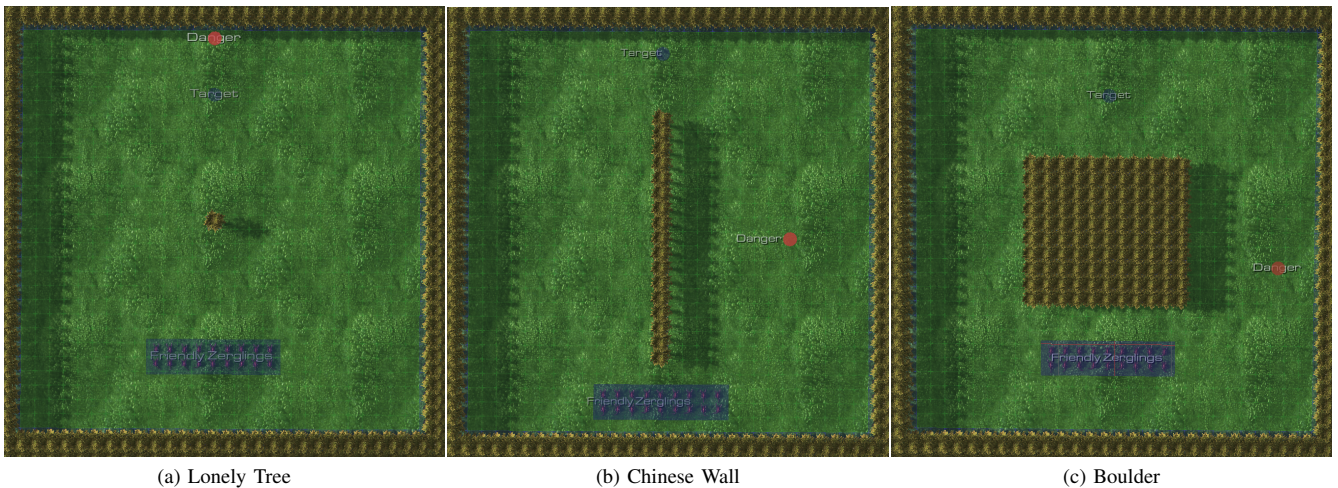 Danger
Target
Friendly Zerglings
(a) Lonely Tree
Target
Danger
Friendly Zerglings
(b) Chinese Wall
Target
Danger
Friendly Zerglings
(c) Boulder